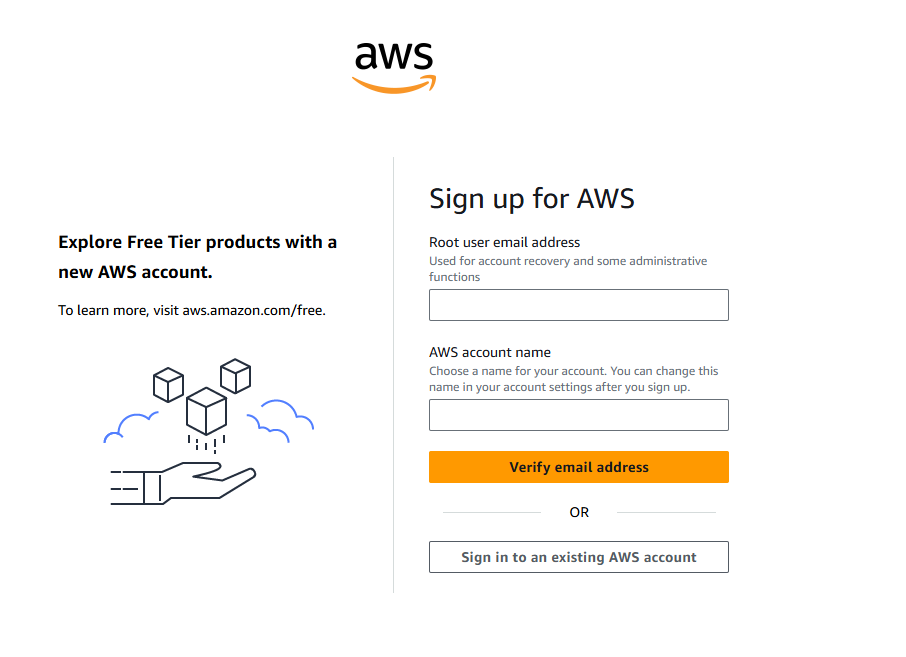 aws
Explore Free Tier products with a
new AWS account.
To learn more, visit aws.amazon.com/free.
Sign up for AWS
Root user email address
Used for account recovery and some administrative
functions
AWS account name
Choose a name for your account. You can change this
name in your account settings after you sign up.
Verify email address
OR
Sign in to an existing AWS account